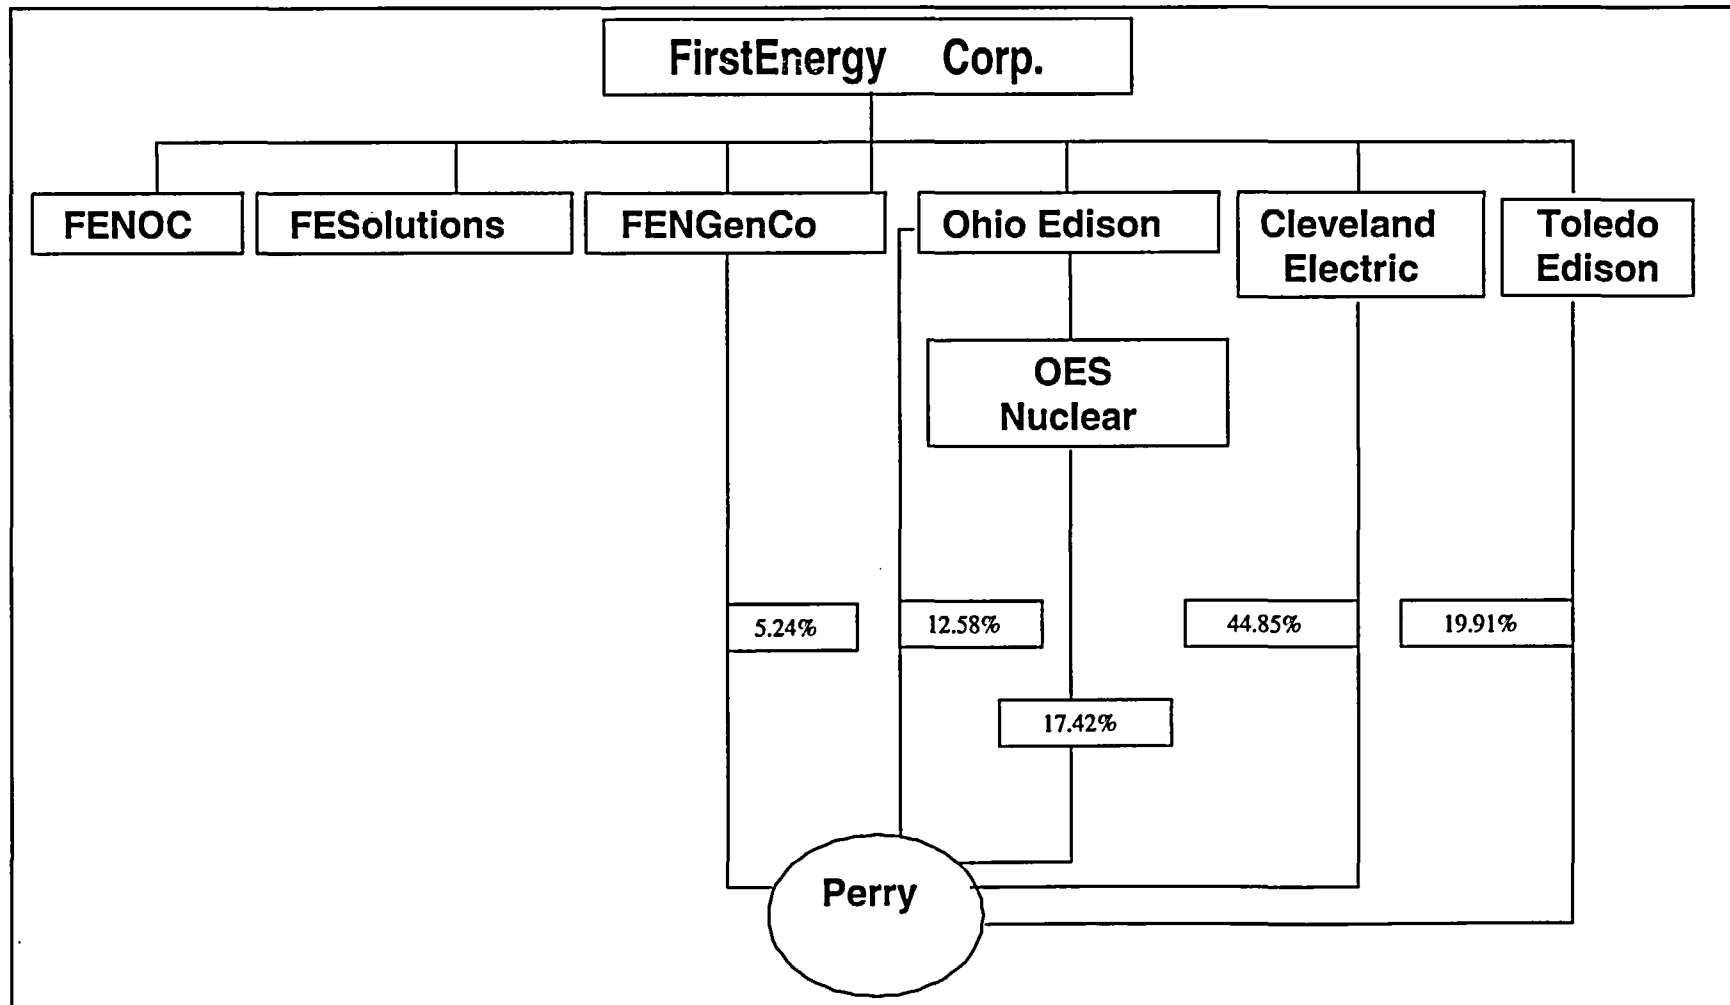 FirstEnergy Corp.
FENOC
FESolutions
FENGenCo
Ohio Edison
Cleveland
Electric
Toledo
Edison
OES
Nuclear
5.24%
12.58%
44.85%
19.91%
17.42%
Perry